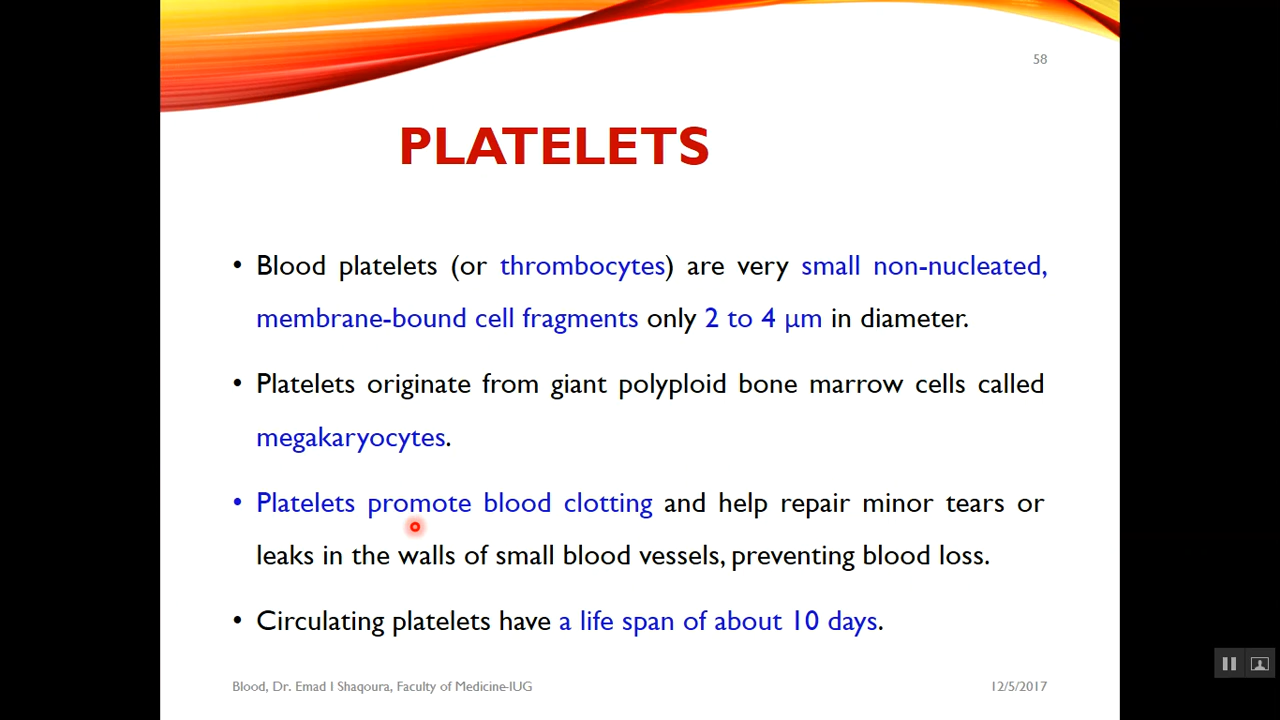 58
PLATELETS
• Blood platelets (or thrombocytes) are very small non-nucleated,
membrane-bound cell fragments only 2 to 4 µm in diameter.
• Platelets originate from giant polyploid bone marrow cells called
megakaryocytes.
• Platelets promote blood clotting and help repair minor tears or
leaks in the walls of small blood vessels, preventing blood loss.
• Circulating platelets have a life span of about 10 days.
Blood, Dr. Emad I Shaqoura, Faculty of Medicine-IUG 12/5/2017